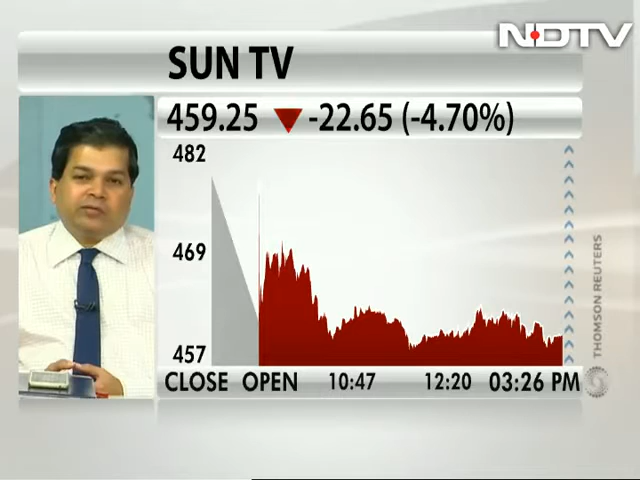 NDTV
SUN TV
459.25 ▼ -22.65 (-4.70%)
482
469
457
CLOSE OPEN 10:47 12:20 03:26 PM
THOMSON REUTERS